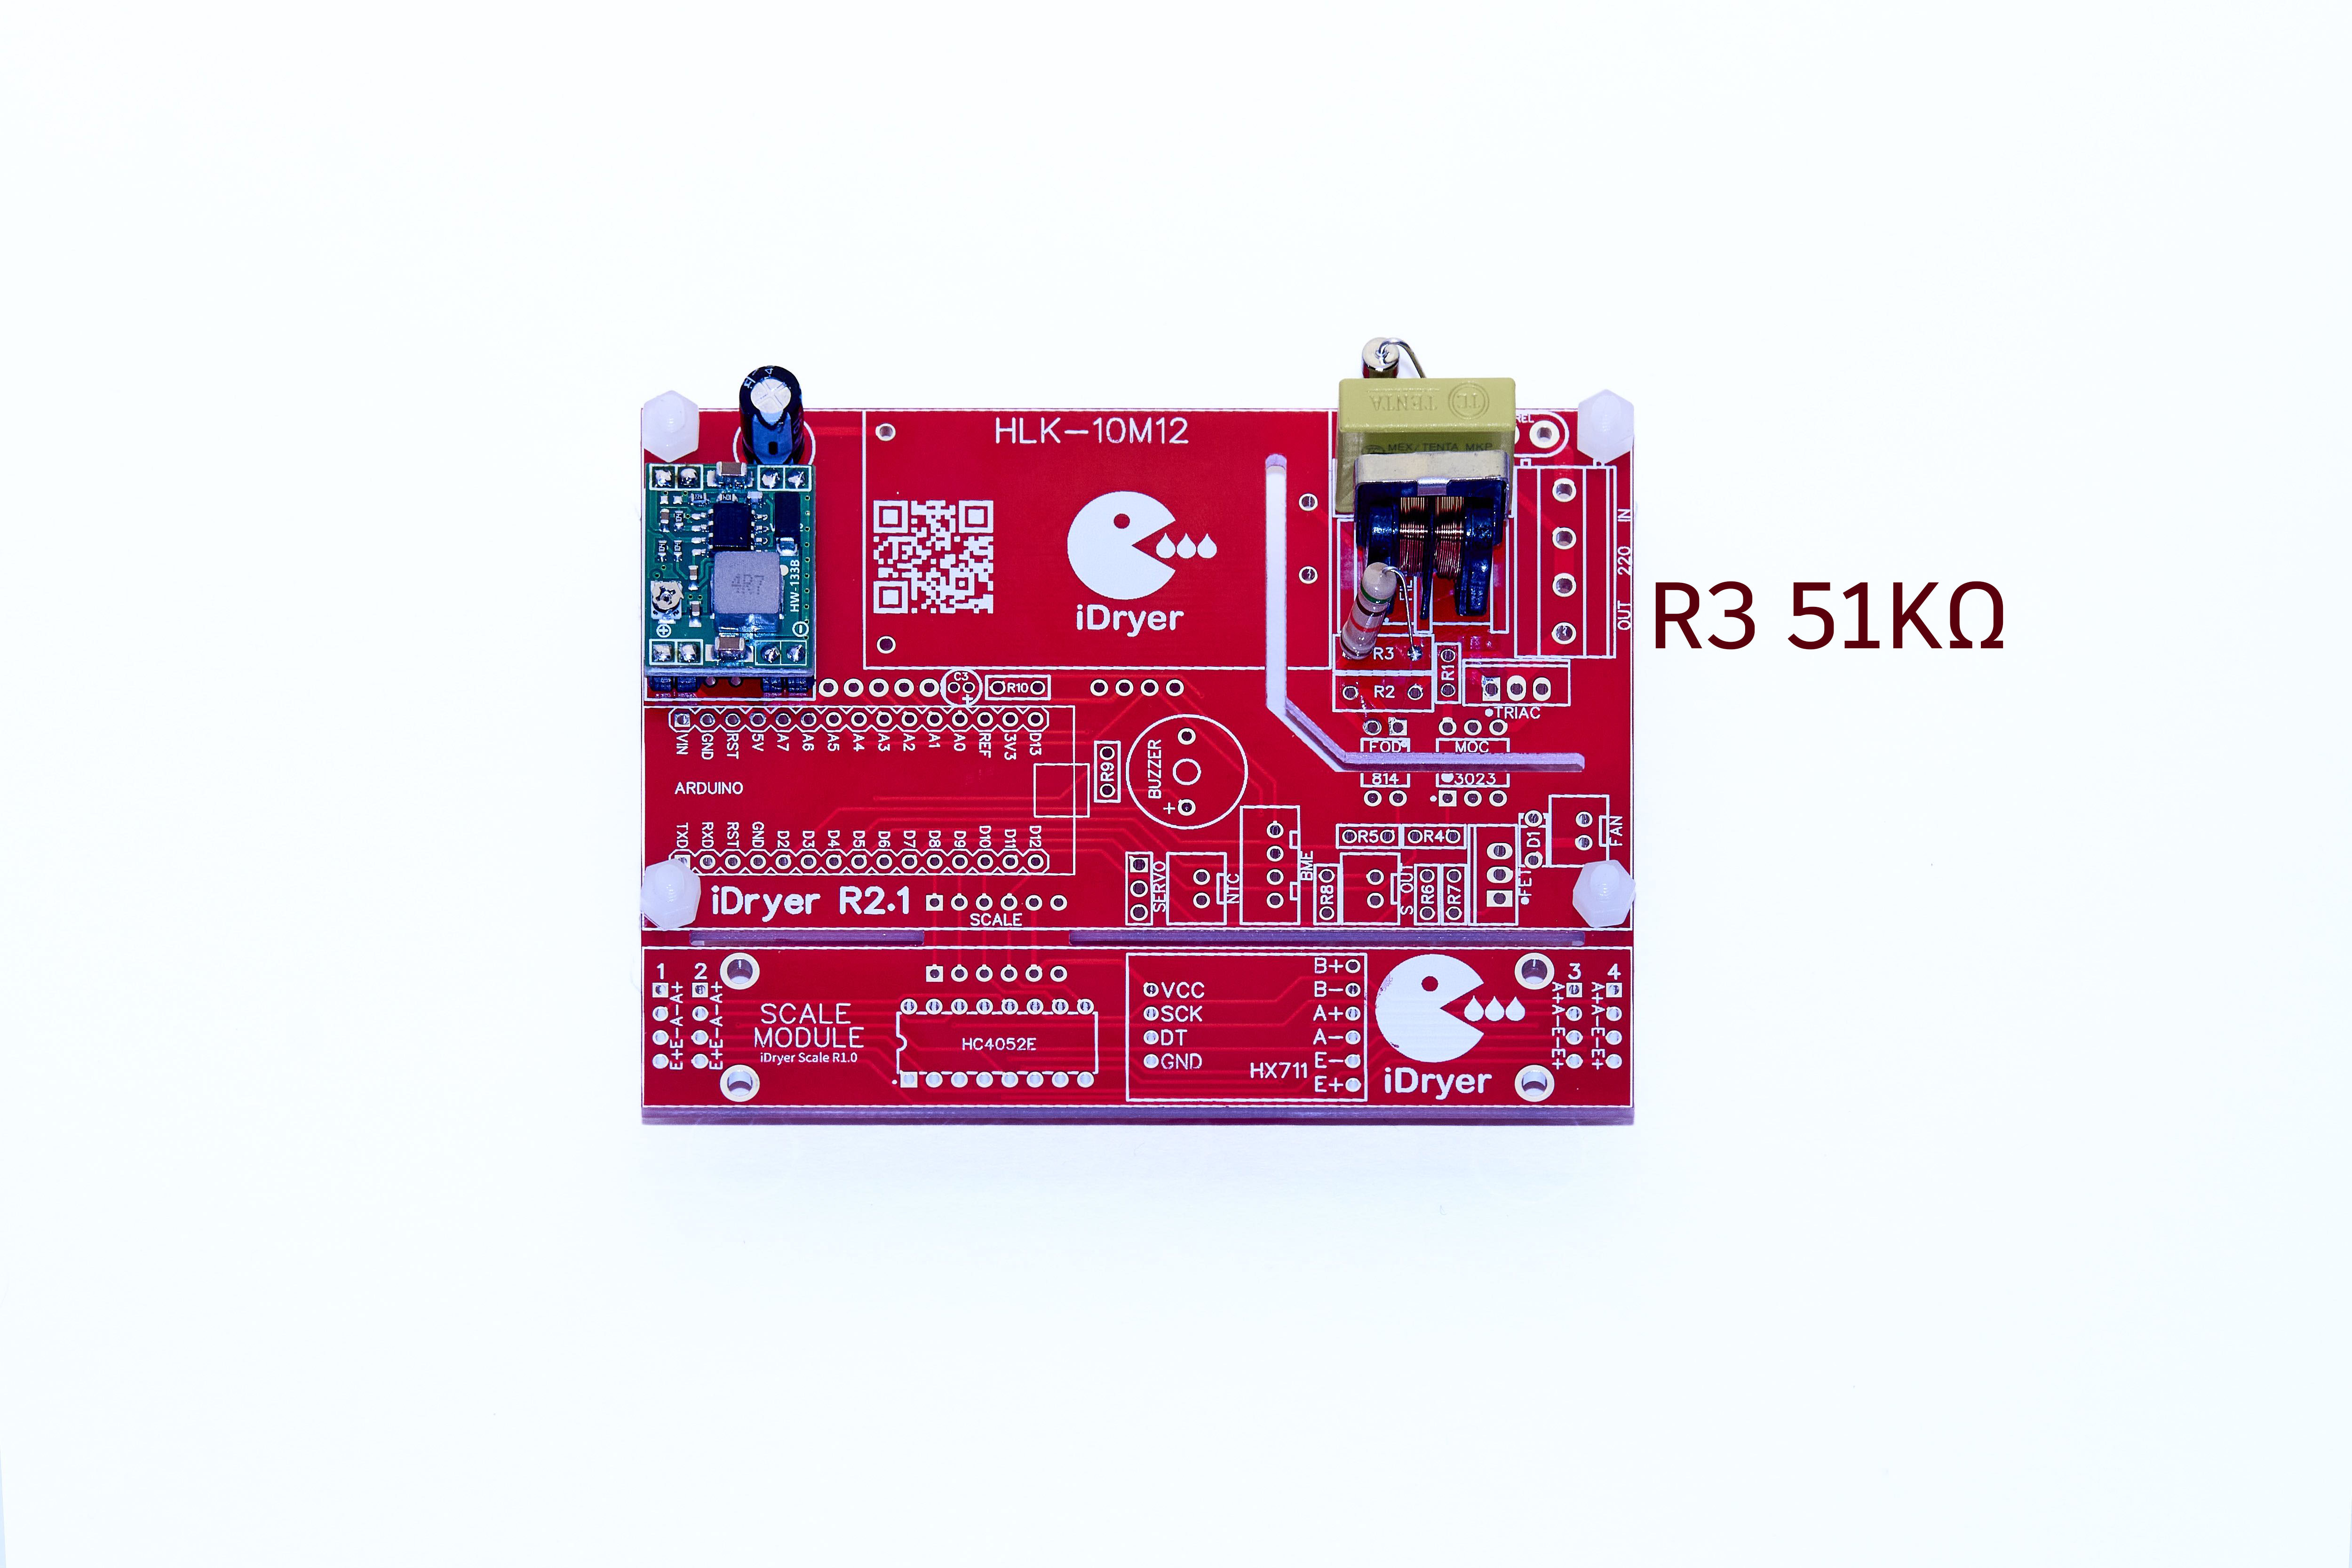 HLK-10M12
TENTA
MEX/TENTA MKP
REL
4R7
HW-133B
iDryer
IN
220
OUT
R3 51KΩ
R3
R2
R1
TRIAC
C3
+
R10
VIN GND RST 5V A7 A6 A5 A4 A3 A2 A1 A0 REF 3V3 D13
ARDUINO
R9
BUZZER
+
FOD
814
MOC
3023
TX0 RX0 RST GND D2 D3 D4 D5 D6 D7 D8 D9 D10 D11 D12
R5
R4
D1
FAN
iDryer R2.1
SCALE
SERVO
NTC
BME
R8
S OUT
R6
R7
FET
1 2
A+
A-
E-
E+
A+
A-
E-
E+
SCALE
MODULE
iDryer Scale R1.0
HC4052E
VCC
SCK
DT
GND
HX711
B+
B-
A+
A-
E-
E+
iDryer
3 4
A+
A-
E-
E+
A+
A-
E-
E+